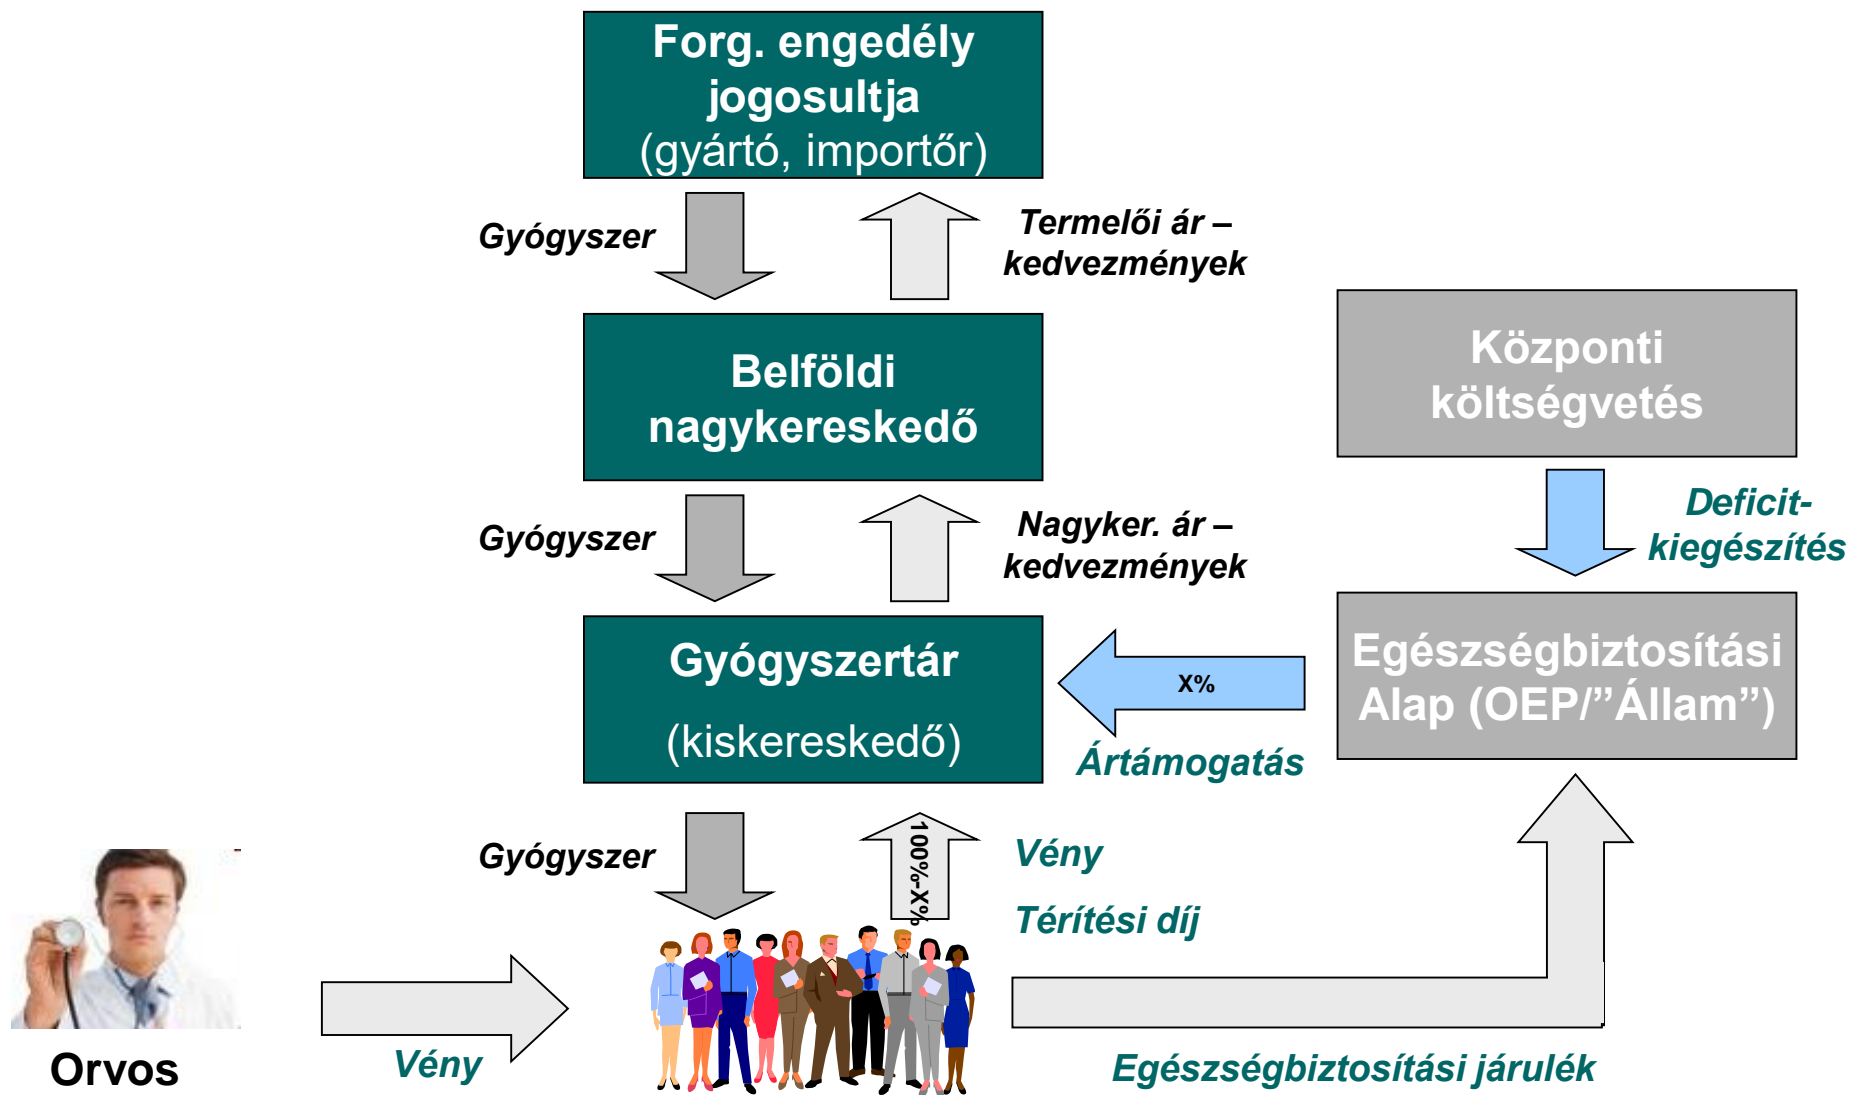 Forg. engedély
jogosultja
(gyártó, importőr)
Gyógyszer
Termelői ár –
kedvezmények
Belföldi
nagykereskedő
Központi
költségvetés
Gyógyszer
Nagyker. ár –
kedvezmények
Deficit-
kiegészítés
Gyógyszertár
(kiskereskedő)
X%
Ártámogatás
Egészségbiztosítási
Alap (OEP/”Állam”)
Gyógyszer
100%-X%
Vény
Térítési díj
Orvos
Vény
Egészségbiztosítási járulék